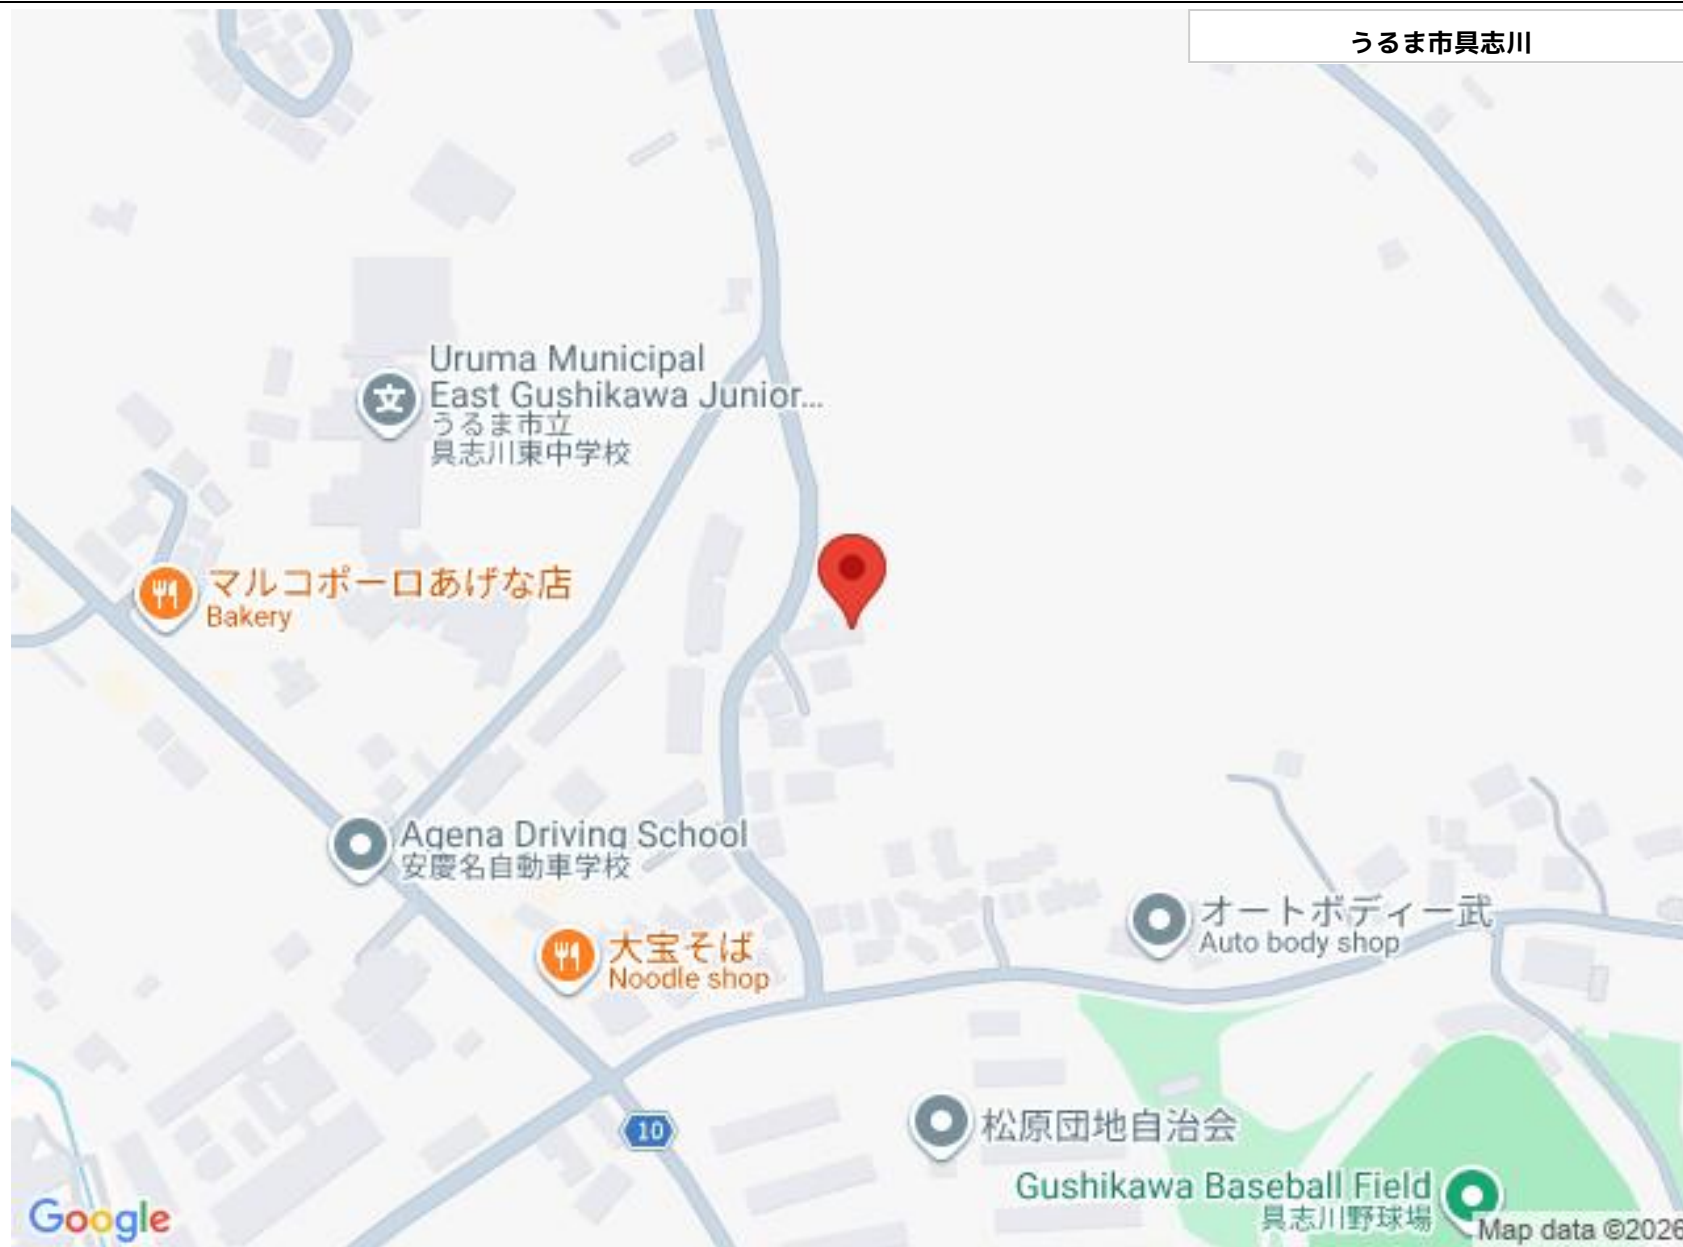 うるま市具志川
Uruma Municipal
East Gushikawa Junior...
うるま市立
具志川東中学校
文
マルコポーロあげな店
Bakery
Agena Driving School
安慶名自動車学校
大宝そば
Noodle shop
オートボディー武
Auto body shop
10
松原団地自治会
Gushikawa Baseball Field
具志川野球場
Google
Map data ©2026